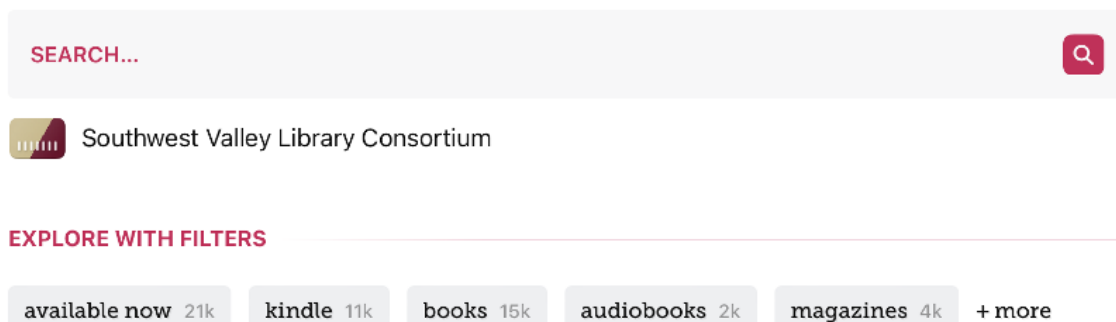 SEARCH...
Southwest Valley Library Consortium
EXPLORE WITH FILTERS
available now 21k kindle 11k books 15k audiobooks 2k magazines 4k + more